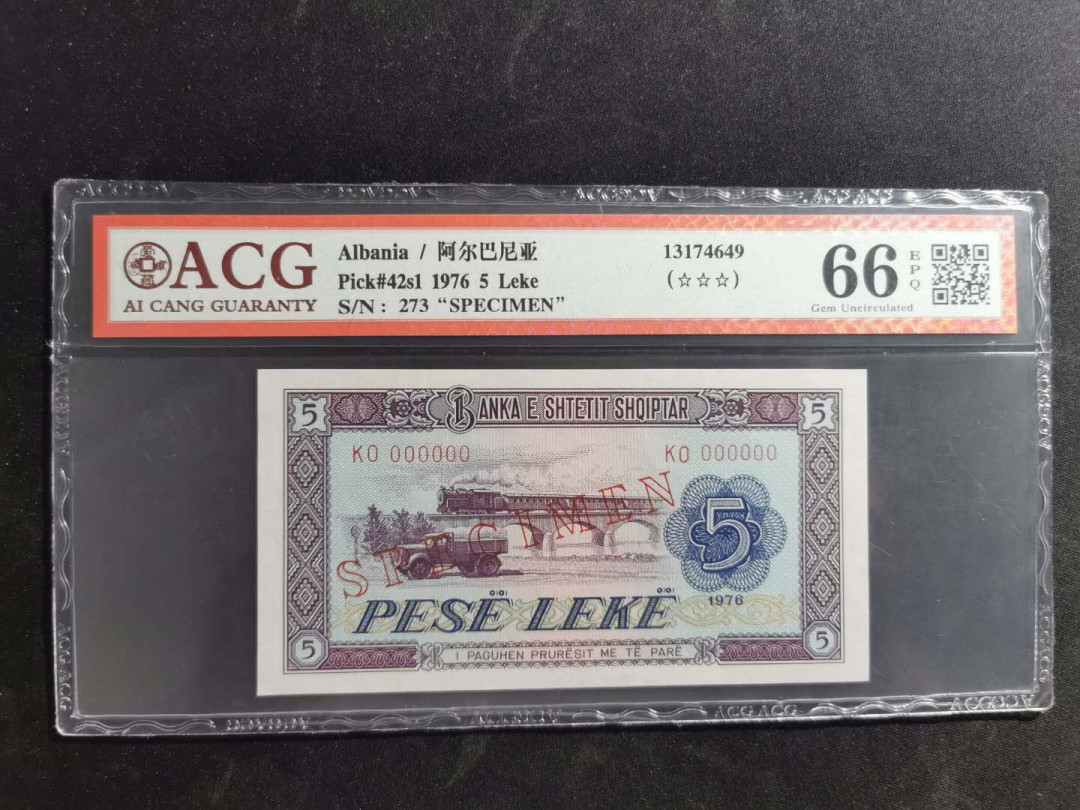 ACG
AI CANG GUARANTY
Albania / 阿尔巴尼亚
Pick#42s1 1976 5 Leke
S/N: 273 “SPECIMEN”
13174649
(☆☆☆)
66
EPQ
Gem Uncirculated
5 BANKA E SHTETIT SHQIPTAR 5
KO 000000 KO 000000
SPECIMEN
5
1976
PESË LEKË
5 I PAGUHEN PRURËSIT ME TË PARË 5